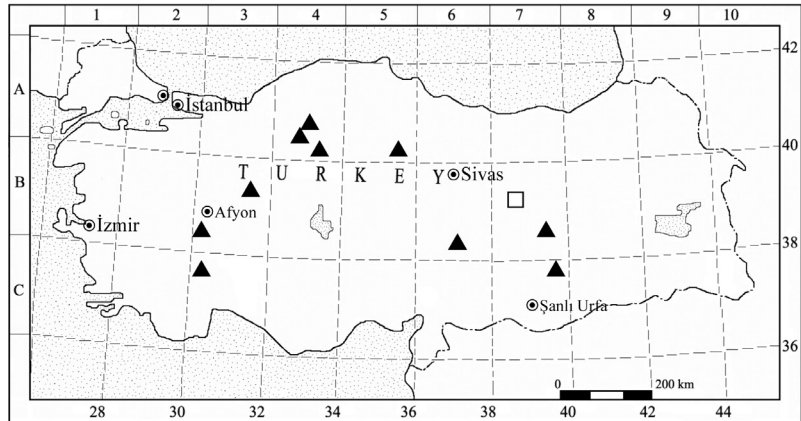 1 2 3 4 5 6 7 8 9 10
42
A
İstanbul
40
B
T U R K E Y
Sivas
Afyon
İzmir
38
C
Şanlı Urfa
36
0 200 km
28 30 32 34 36 38 40 42 44